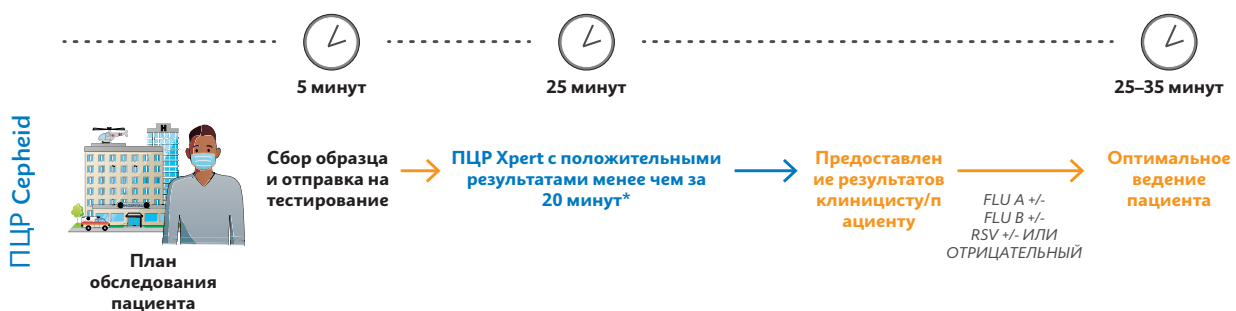 5 минут
25 минут
25–35 минут
ПЦР Cepheid
H
План
обследования
пациента
Сбор образца
и отправка на
тестирование
ПЦР Xpert с положительными
результатами менее чем за
20 минут*
Предоставлен
ие результатов
клиницисту/п
ациенту
FLU A +/-
FLU B +/-
RSV +/- ИЛИ
ОТРИЦАТЕЛЬНЫЙ
Оптимальное
ведение
пациента